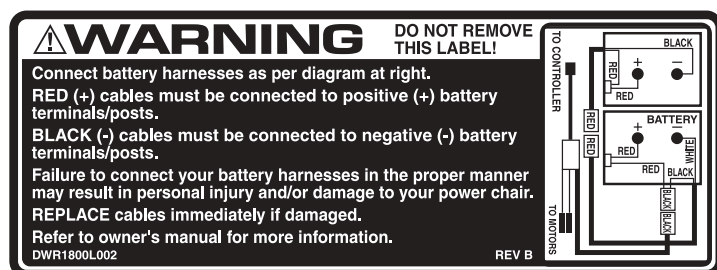 WARNING
DO NOT REMOVE
THIS LABEL!
Connect battery harnesses as per diagram at right.
RED (+) cables must be connected to positive (+) battery
terminals/posts.
BLACK (-) cables must be connected to negative (-) battery
terminals/posts.
Failure to connect your battery harnesses in the proper manner
may result in personal injury and/or damage to your power chair.
REPLACE cables immediately if damaged.
Refer to owner's manual for more information.
DWR1800L002
REV B
TO CONTROLLER
BLACK
RED
+
−
RED
RED
RED
BATTERY
+
−
RED
WHITE
RED
BLACK
BLACK
BLACK
TO MOTORS